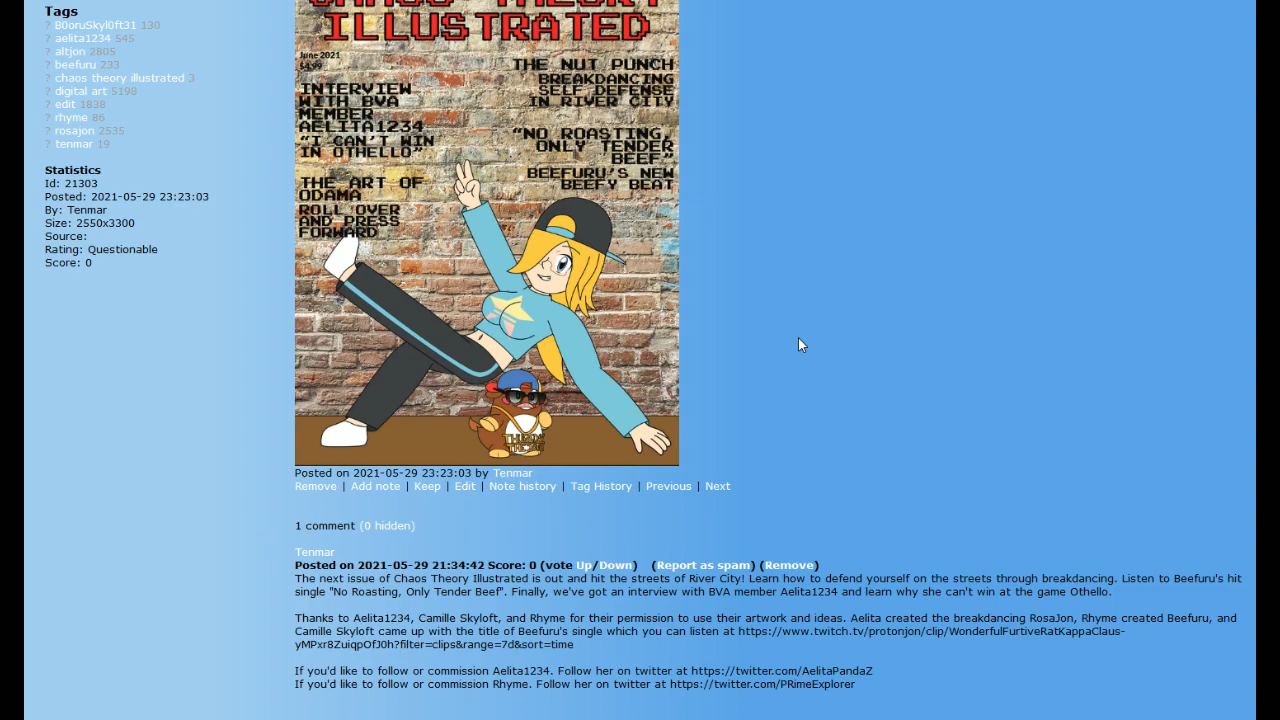 Tags
? B0oruSkyl0ft31 130
? aelita1234 545
? altjon 2805
? beefuru 233
? chaos theory illustrated 3
? digital art 5198
? edit 1838
? rhyme 86
? rosajon 2535
? tenmar 19
Statistics
Id: 21303
Posted: 2021-05-29 23:23:03
By: Tenmar
Size: 2550x3300
Source:
Rating: Questionable
Score: 0
CHAOS THEORY
ILLUSTRATED
June 2021
$4.99
INTERVIEW
WITH BVA
MEMBER
AELITA1234
"I CAN'T WIN
IN OTHELLO"
THE ART OF
ODAMA
ROLL OVER
AND PRESS
FORWARD
THE NUT PUNCH
BREAKDANCING
SELF DEFENSE
IN RIVER CITY
"NO ROASTING,
ONLY TENDER
BEEF"
BEEFURU'S NEW
BEEFY BEAT
Posted on 2021-05-29 23:23:03 by Tenmar
Remove | Add note | Keep | Edit | Note history | Tag History | Previous | Next
1 comment (0 hidden)
Tenmar
Posted on 2021-05-29 21:34:42 Score: 0 (vote Up/Down) (Report as spam) (Remove)
The next issue of Chaos Theory Illustrated is out and hit the streets of River City! Learn how to defend yourself on the streets through breakdancing. Listen to Beefuru's hit
single "No Roasting, Only Tender Beef". Finally, we've got an interview with BVA member Aelita1234 and learn why she can't win at the game Othello.
Thanks to Aelita1234, Camille Skyloft, and Rhyme for their permission to use their artwork and ideas. Aelita created the breakdancing RosaJon, Rhyme created Beefuru, and
Camille Skyloft came up with the title of Beefuru's single which you can listen at https://www.twitch.tv/protonjon/clip/WonderfulFurtiveRatKappaClaus-
yMPxr8ZuiqpOfJ0h?filter=clips&range=7d&sort=time
If you'd like to follow or commission Aelita1234. Follow her on twitter at https://twitter.com/AelitaPandaZ
If you'd like to follow or commission Rhyme. Follow her on twitter at https://twitter.com/PRimeExplorer